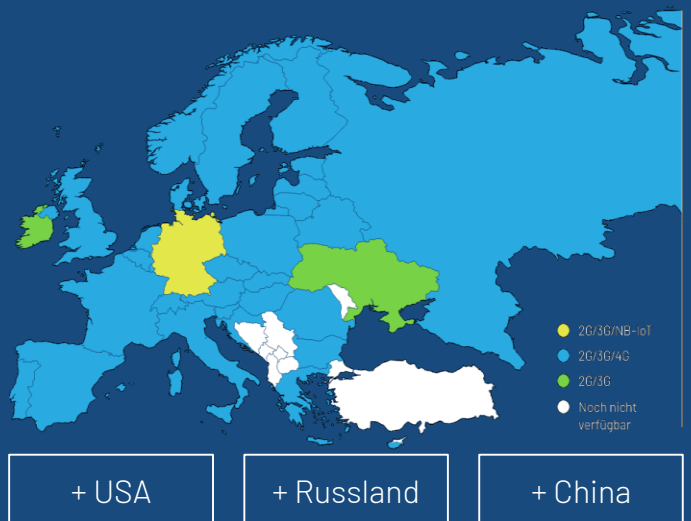 2G/3G/NB-IoT
2G/3G/4G
2G/3G
Noch nicht
verfügbar
+ USA
+ Russland
+ China